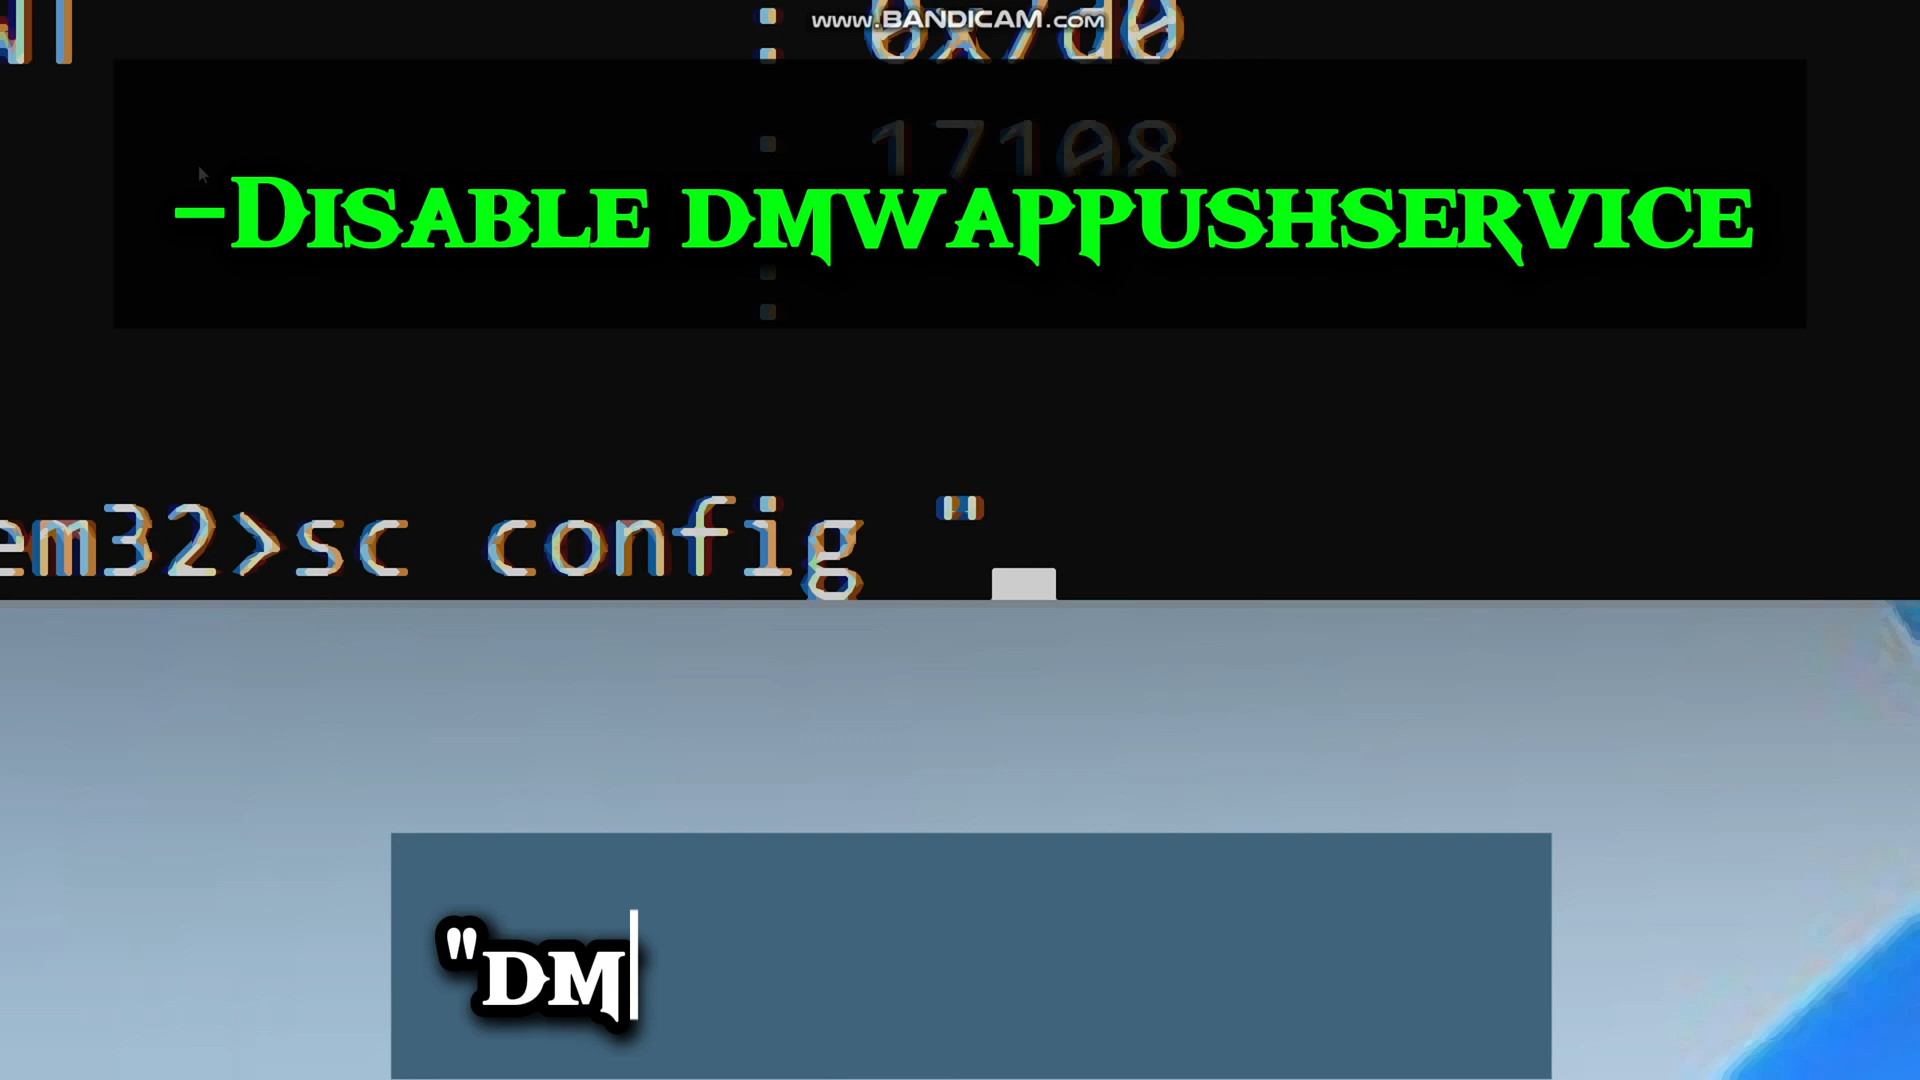 www.BANDICAM.com
: 0x7d0
: 17108
-Disable dmwappushservice
:
:
em32>sc config "_
"dm